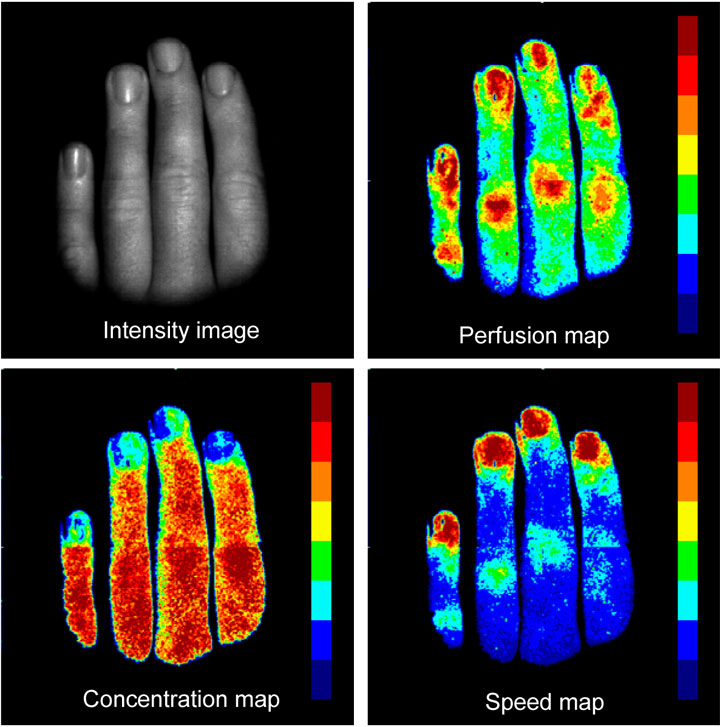 Intensity image
Perfusion map
Concentration map
Speed map